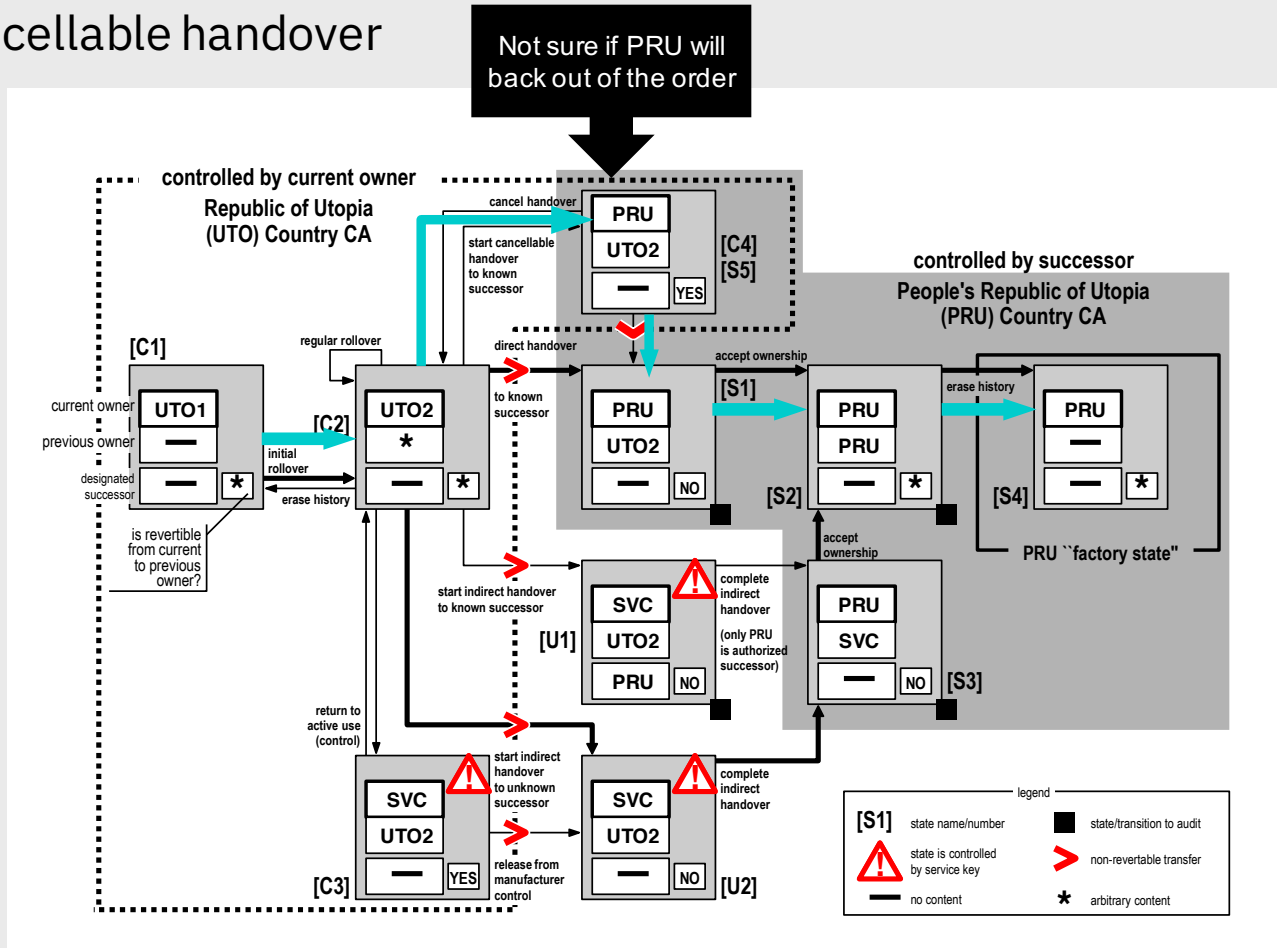 cellable handover
Not sure if PRU will
back out of the order
controlled by current owner
Republic of Utopia
(UTO) Country CA
cancel handover
start cancellable
handover
to known
successor
PRU
UTO2
YES
[C4]
[S5]
controlled by successor
People's Republic of Utopia
(PRU) Country CA
[C1]
current owner
previous owner
designated
successor
UTO1
*
is revertible
from current
to previous
owner?
initial
rollover
erase history
regular rollover
[C2]
UTO2
*
*
direct handover
to known
successor
PRU
UTO2
NO
[S1]
accept ownership
PRU
PRU
*
[S2]
erase history
PRU
*
[S4]
PRU ``factory state"
start indirect handover
to known successor
SVC
UTO2
PRU
NO
[U1]
complete
indirect
handover
(only PRU
is authorized
successor)
accept
ownership
PRU
SVC
NO
[S3]
return to
active use
(control)
SVC
UTO2
YES
[C3]
start indirect
handover
to unknown
successor
release from
manufacturer
control
SVC
UTO2
NO
[U2]
complete
indirect
handover
legend
[S1] state name/number
state/transition to audit
state is controlled
by service key
non-revertable transfer
no content
* arbitrary content